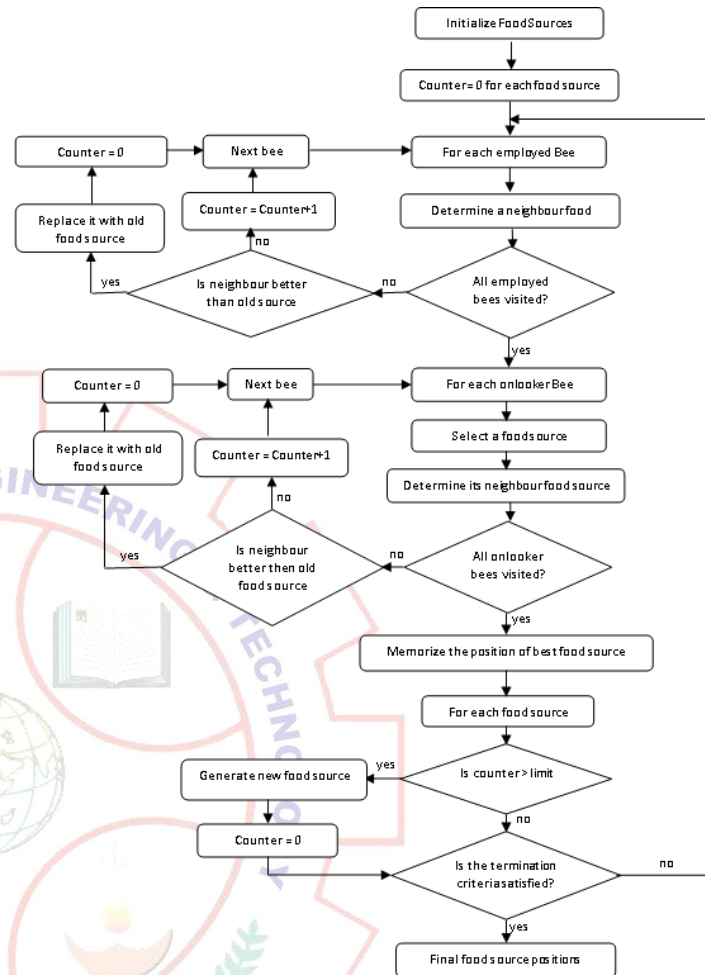 Initialize Food Sources
Counter= 0 for each food source
For each employed Bee
Next bee
Counter = 0
Determine a neighbour food
Counter = Counter+1
Replace it with old
food source
no
yes
Is neighbour better
than old source
no
All employed
bees visited?
yes
For each onlooker Bee
Next bee
Counter = 0
Select a food source
Replace it with old
food source
Counter = Counter+1
Determine its neighbour food source
no
yes
Is neighbour
better then old
food source
no
All onlooker
bees visited?
yes
Memorize the position of best food source
For each food source
Is counter > limit
yes
Generate new food source
no
Counter = 0
Is the termination
criteria satisfied?
no
yes
Final food source positions
INEERING
TECHNOLOGY